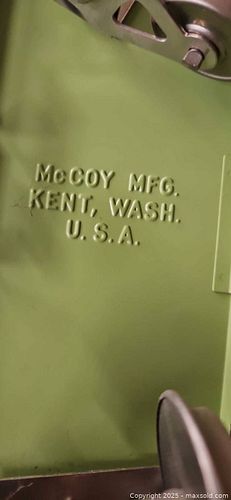 McCOY MFG.
KENT, WASH.
U.S.A.
Copyright © 2025 - maxsold.com